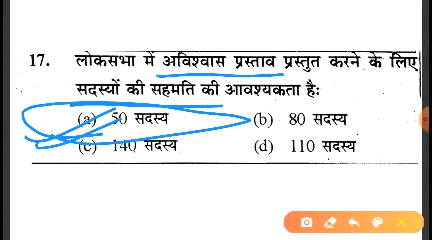 17. लोकसभा में अविश्वास प्रस्ताव प्रस्तुत करने के लिए
सदस्यों की सहमति की आवश्यकता है:
(a) 50 सदस्य (b) 80 सदस्य
(c) 140 सदस्य (d) 110 सदस्य